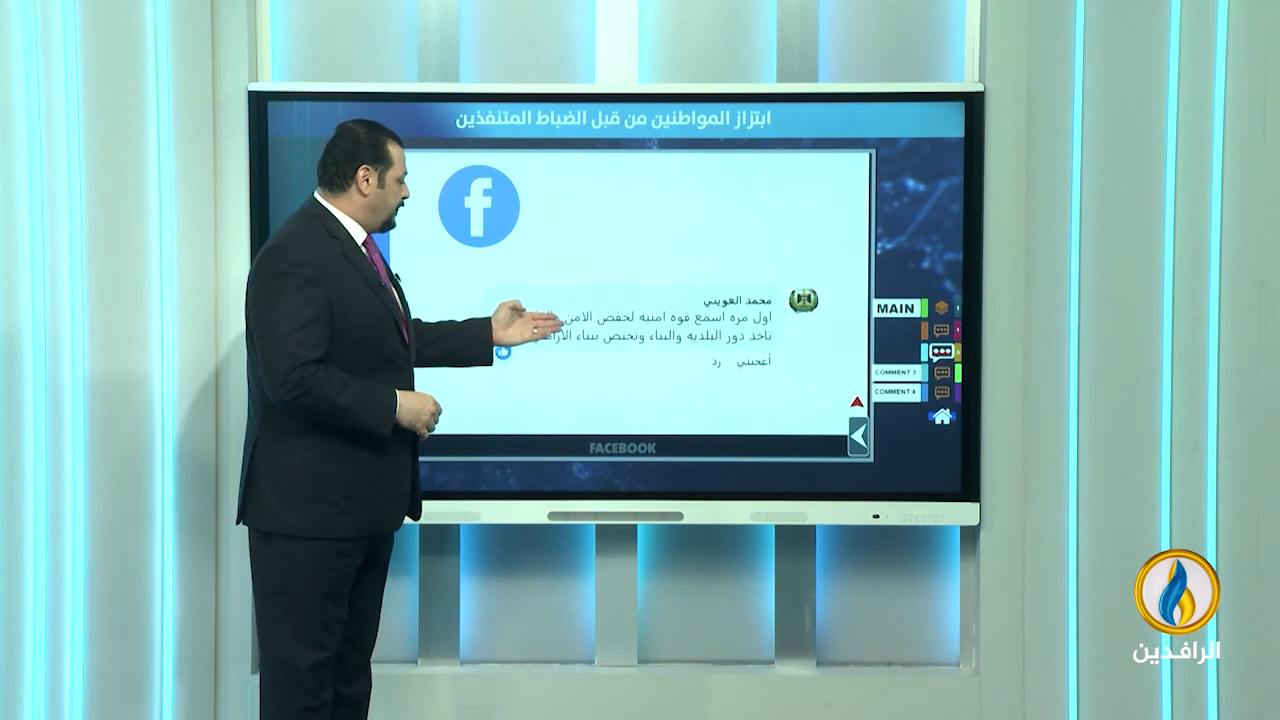 ابتزاز المواطنين من قبل الضباط المتنفذين
محمد العويني
اول مره اسمع قوه امنيه لحفض الامن
تاخذ دور البلديه والبناء وتختص ببناء
أعجبني رد
FACEBOOK
MAIN
COMMENT 3
COMMENT 4
الرافدين